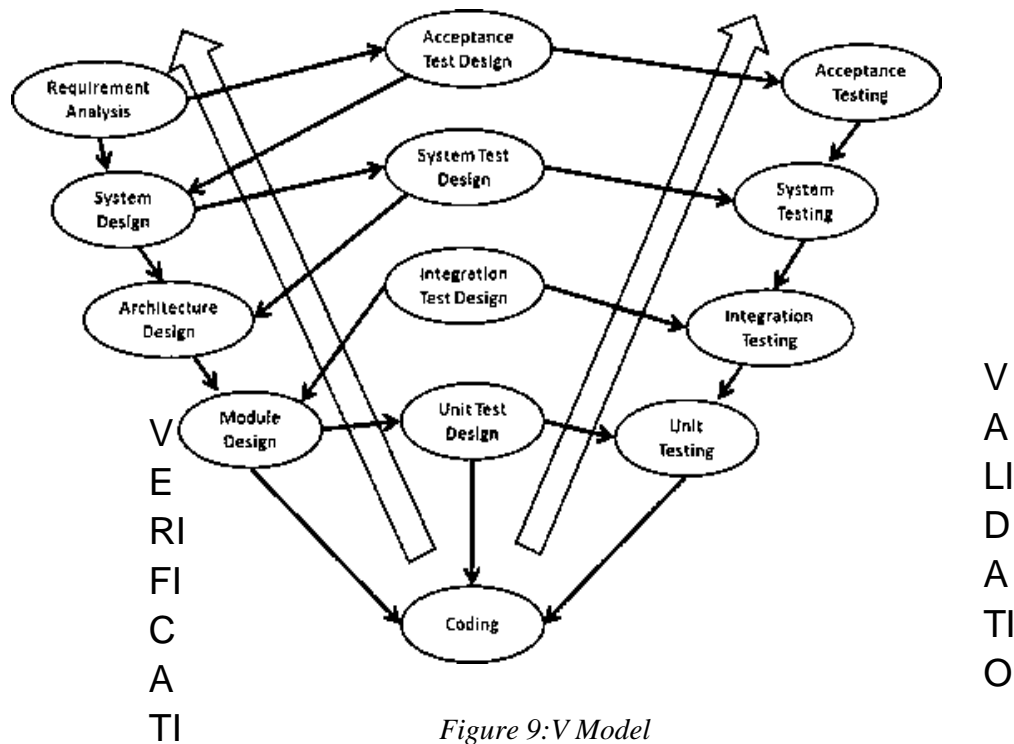 Acceptance
Test Design
Requirement
Analysis
Acceptance
Testing
System Test
Design
System
Design
System
Testing
Integration
Test Design
Architecture
Design
Integration
Testing
Module
Design
Unit Test
Design
Unit
Testing
Coding
V
E
RI
FI
C
A
TI
V
A
LI
D
A
TI
O
Figure 9:V Model